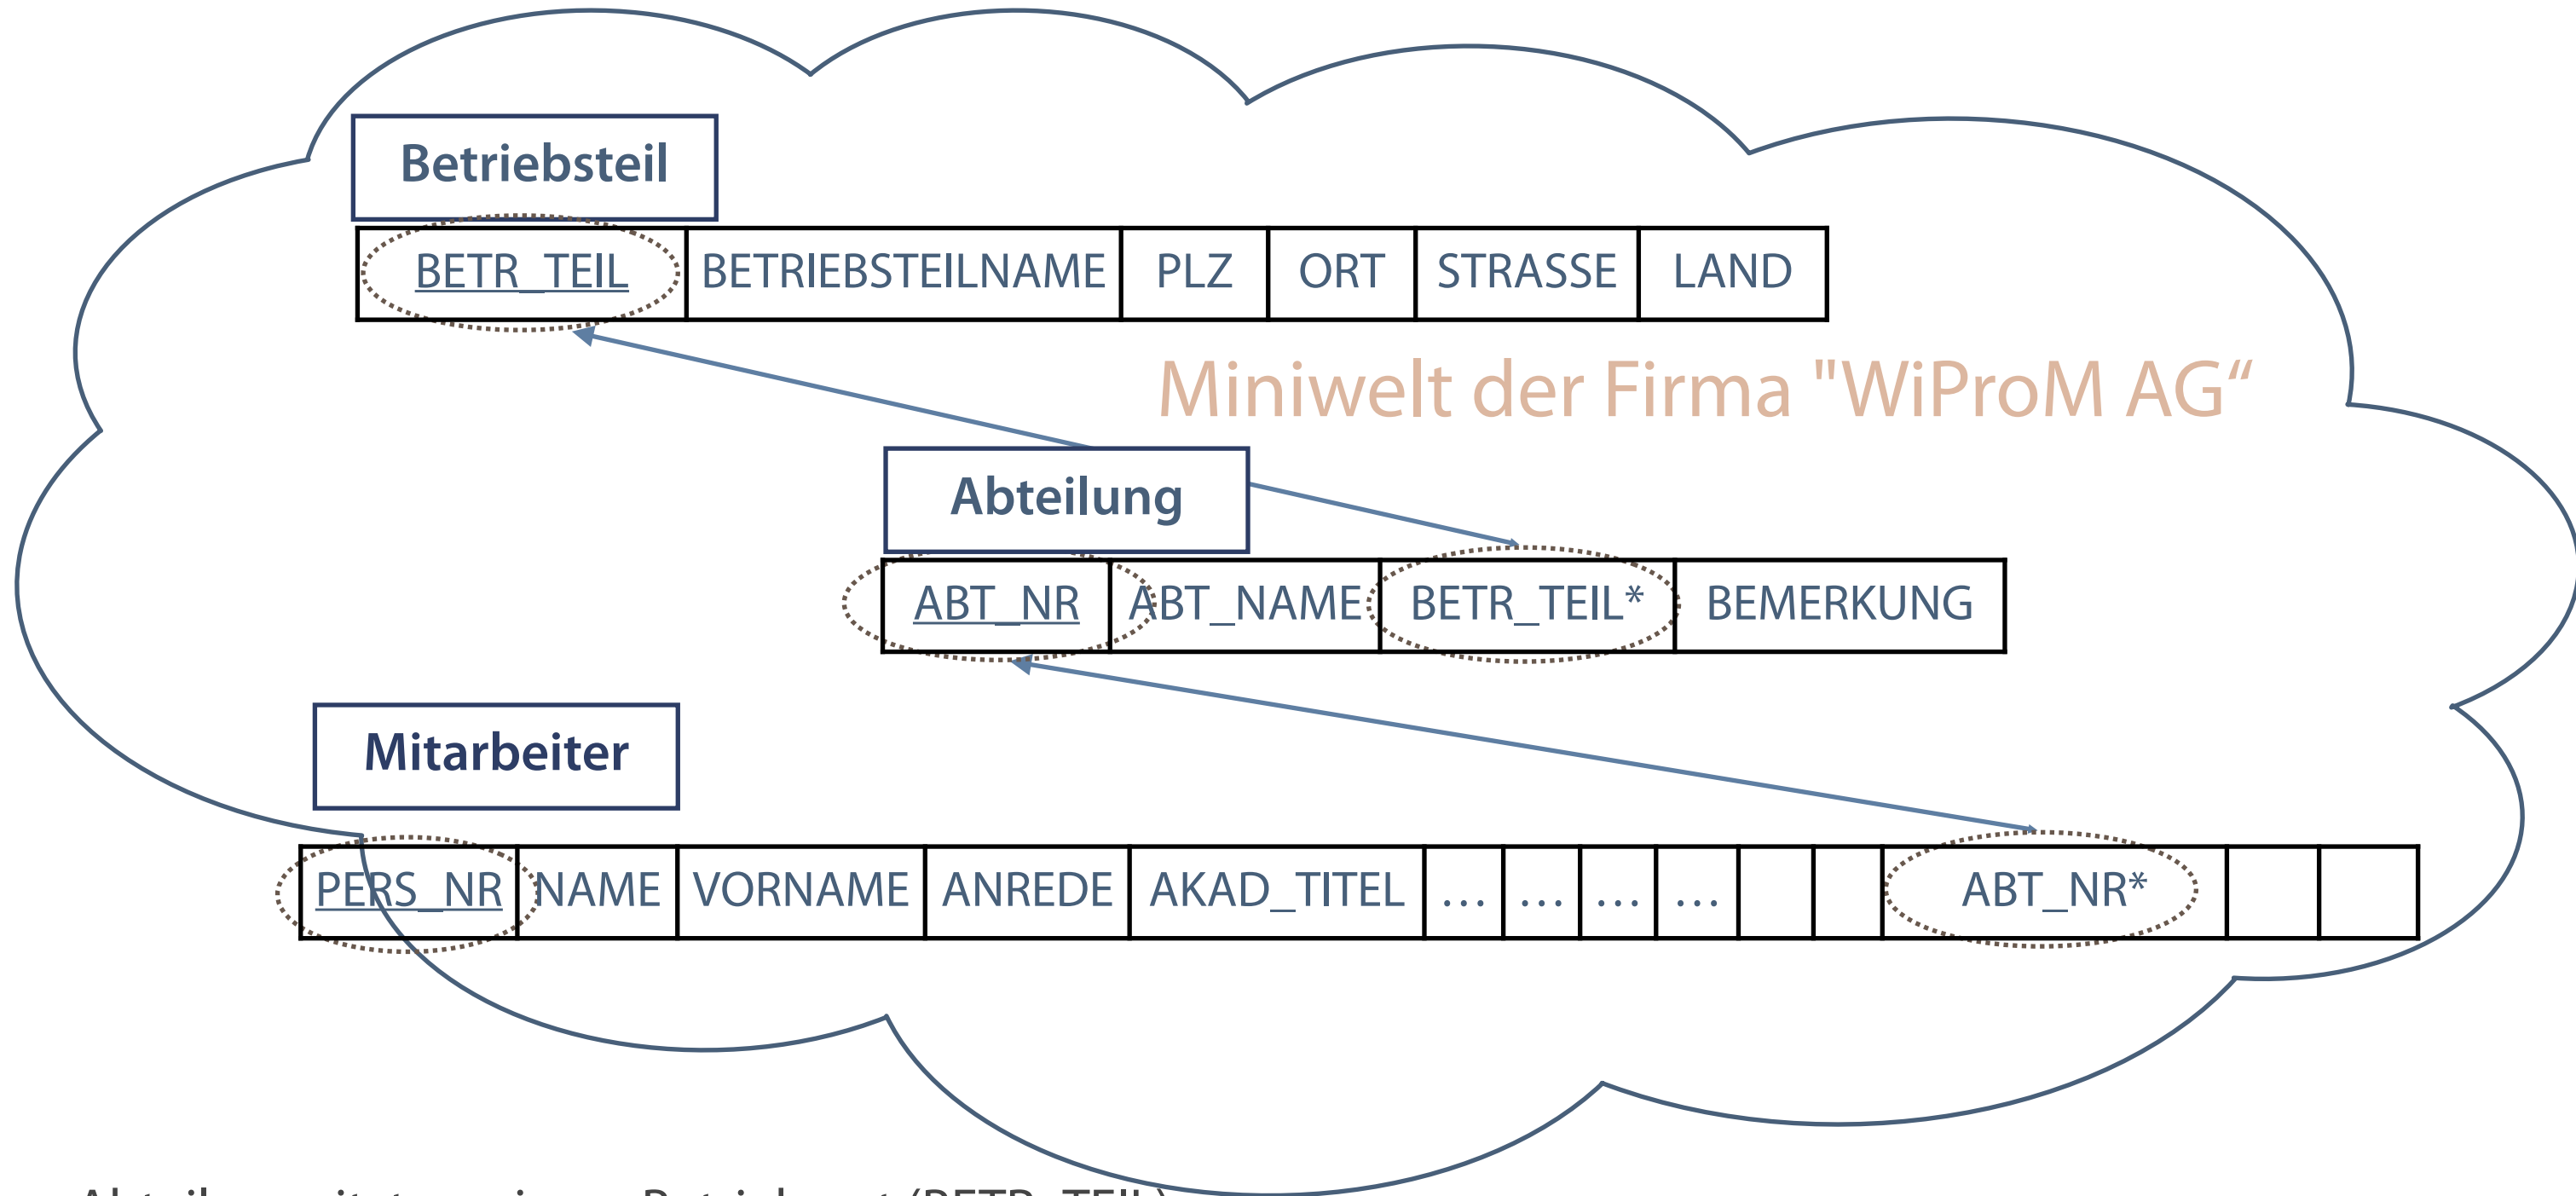 Betriebsteil
BETR_TEIL BETRIEBSTEILNAME PLZ ORT STRASSE LAND
Miniwelt der Firma "WiProM AG“
Abteilung
ABT_NR ABT_NAME BETR_TEIL* BEMERKUNG
Mitarbeiter
PERS_NR NAME VORNAME ANREDE AKAD_TITEL ... ... ... ... ABT_NR*
(BETR_TEIL)